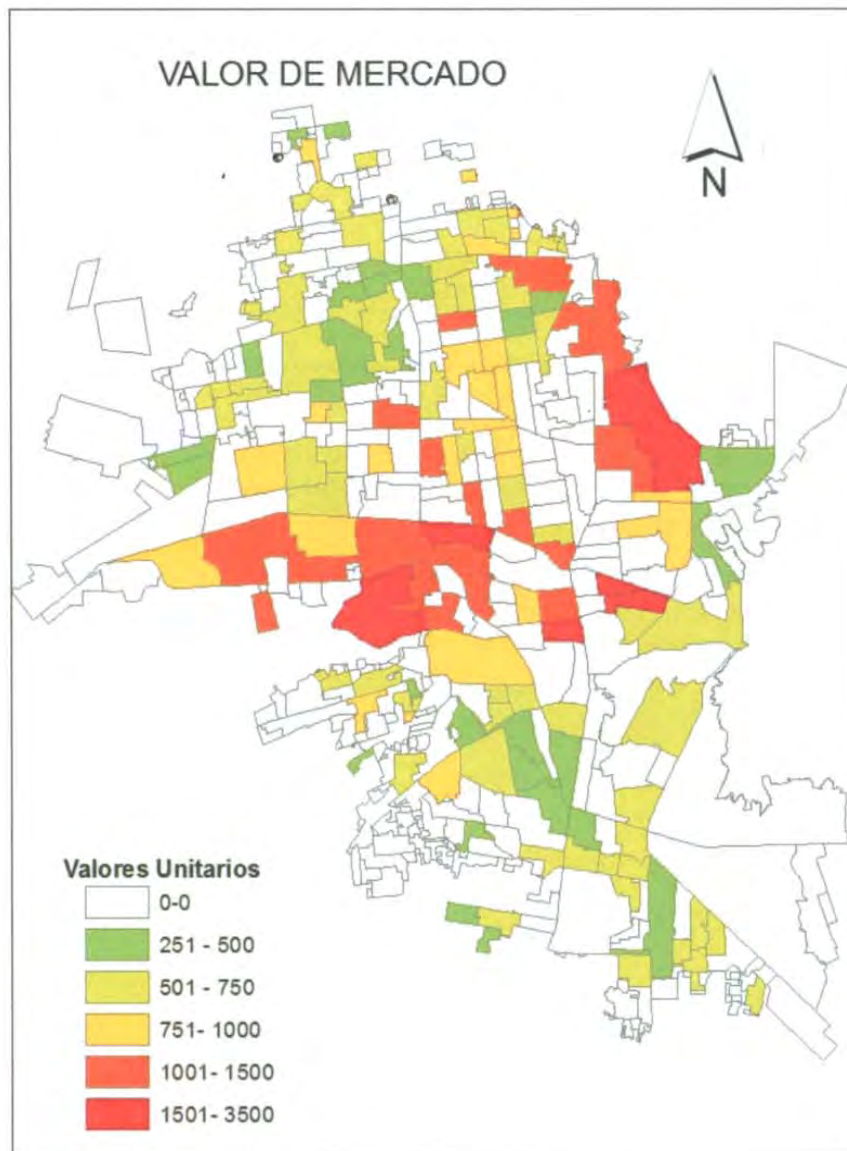 VALOR DE MERCADO
N
Valores Unitarios
0-0
251 - 500
501 - 750
751- 1000
1001- 1500
1501- 3500